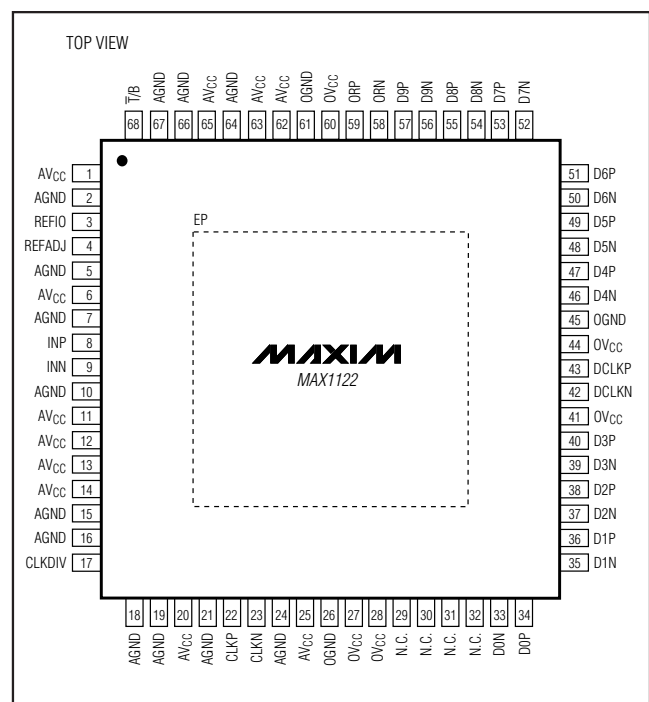 TOP VIEW
T̅/B AGND AGND AVCC AGND AVCC AVCC OGND OVCC ORP ORN D9P D9N D8P D8N D7P D7N
68 67 66 65 64 63 62 61 60 59 58 57 56 55 54 53 52
AVCC 1
AGND 2
REFIO 3
REFADJ 4
AGND 5
AVCC 6
AGND 7
INP 8
INN 9
AGND 10
AVCC 11
AVCC 12
AVCC 13
AVCC 14
AGND 15
AGND 16
CLKDIV 17
EP
MAXIM
MAX1122
51 D6P
50 D6N
49 D5P
48 D5N
47 D4P
46 D4N
45 OGND
44 OVCC
43 DCLKP
42 DCLKN
41 OVCC
40 D3P
39 D3N
38 D2P
37 D2N
36 D1P
35 D1N
18 19 20 21 22 23 24 25 26 27 28 29 30 31 32 33 34
AGND AGND AVCC AGND CLKP CLKN AGND AVCC OGND OVCC OVCC N.C. N.C. N.C. N.C. D0N D0P